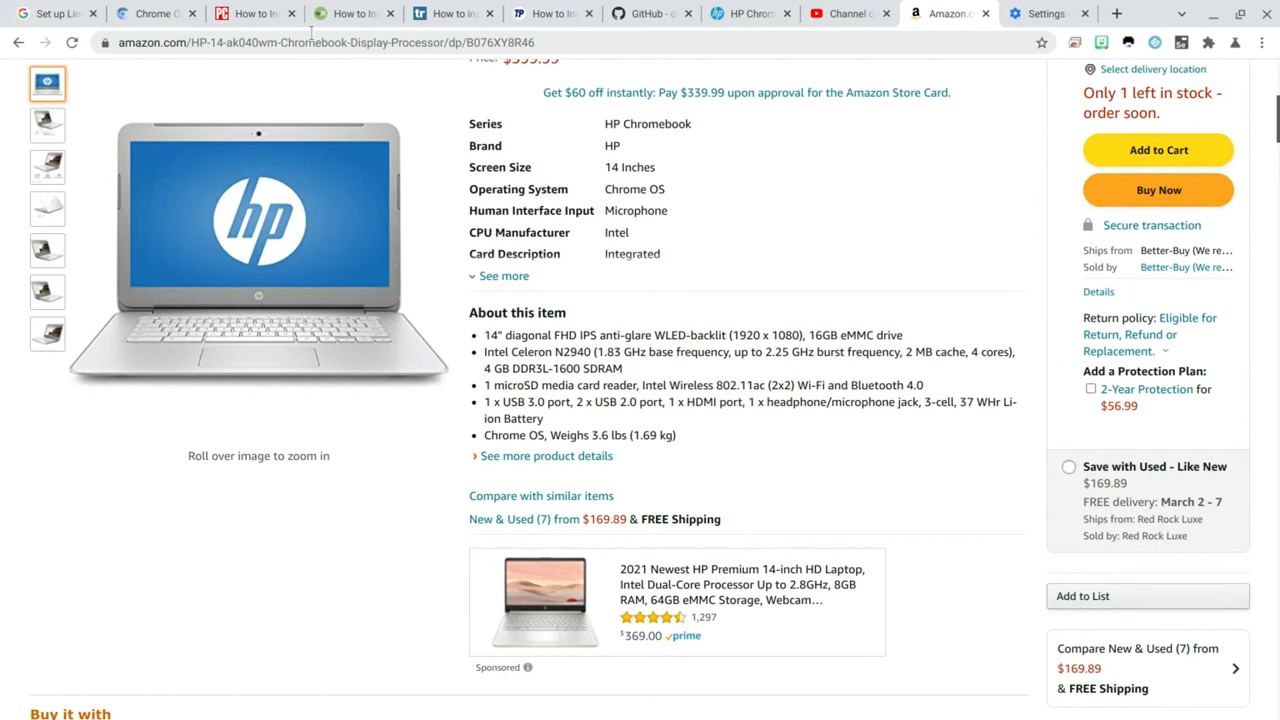 Set up Lin
Chrome O
How to In
How to In
How to in
How to In
GitHub - d
HP Chrom
Channel c
Amazon.c
Settings -
amazon.com/HP-14-ak040wm-Chromebook-Display-Processor/dp/B076XY8R46
Get $60 off instantly: Pay $339.99 upon approval for the Amazon Store Card.
Series HP Chromebook
Brand HP
Screen Size 14 Inches
Operating System Chrome OS
Human Interface Input Microphone
CPU Manufacturer Intel
Card Description Integrated
See more
About this item
• 14" diagonal FHD IPS anti-glare WLED-backlit (1920 x 1080), 16GB eMMC drive
• Intel Celeron N2940 (1.83 GHz base frequency, up to 2.25 GHz burst frequency, 2 MB cache, 4 cores),
4 GB DDR3L-1600 SDRAM
• 1 microSD media card reader, Intel Wireless 802.11ac (2x2) Wi-Fi and Bluetooth 4.0
• 1 x USB 3.0 port, 2 x USB 2.0 port, 1 x HDMI port, 1 x headphone/microphone jack, 3-cell, 37 WHr Li-
ion Battery
• Chrome OS, Weighs 3.6 lbs (1.69 kg)
› See more product details
Compare with similar items
New & Used (7) from $169.89 & FREE Shipping
2021 Newest HP Premium 14-inch HD Laptop,
Intel Dual-Core Processor Up to 2.8GHz, 8GB
RAM, 64GB eMMC Storage, Webcam…
1,297
$369.00 prime
Sponsored
hp
Roll over image to zoom in
Buy it with
Select delivery location
Only 1 left in stock -
order soon.
Add to Cart
Buy Now
Secure transaction
Ships from Better-Buy (We re...
Sold by Better-Buy (We re...
Details
Return policy: Eligible for
Return, Refund or
Replacement.
Add a Protection Plan:
2-Year Protection for
$56.99
Save with Used - Like New
$169.89
FREE delivery: March 2 - 7
Ships from: Red Rock Luxe
Sold by: Red Rock Luxe
Add to List
Compare New & Used (7) from
$169.89
& FREE Shipping